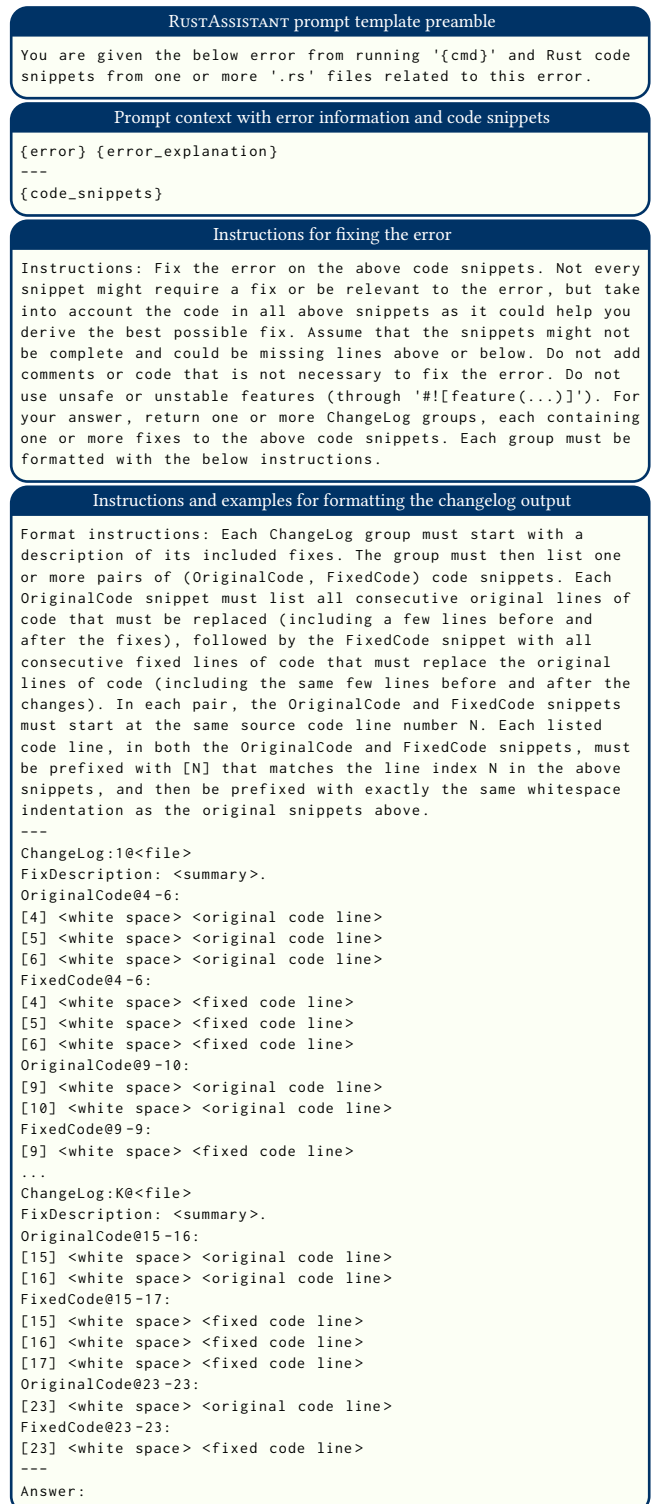 RustAssistant prompt template preamble
You are given the below error from running '{cmd}' and Rust code
snippets from one or more '.rs' files related to this error.
Prompt context with error information and code snippets
{error} {error_explanation}
---
{code_snippets}
Instructions for fixing the error
Instructions: Fix the error on the above code snippets. Not every
snippet might require a fix or be relevant to the error, but take
into account the code in all above snippets as it could help you
derive the best possible fix. Assume that the snippets might not
be complete and could be missing lines above or below. Do not add
comments or code that is not necessary to fix the error. Do not
use unsafe or unstable features (through '#![feature(...)]'). For
your answer, return one or more ChangeLog groups, each containing
one or more fixes to the above code snippets. Each group must be
formatted with the below instructions.
Instructions and examples for formatting the changelog output
Format instructions: Each ChangeLog group must start with a
description of its included fixes. The group must then list one
or more pairs of (OriginalCode, FixedCode) code snippets. Each
OriginalCode snippet must list all consecutive original lines of
code that must be replaced (including a few lines before and
after the fixes), followed by the FixedCode snippet with all
consecutive fixed lines of code that must replace the original
lines of code (including the same few lines before and after the
changes). In each pair, the OriginalCode and FixedCode snippets
must start at the same source code line number N. Each listed
code line, in both the OriginalCode and FixedCode snippets, must
be prefixed with [N] that matches the line index N in the above
snippets, and then be prefixed with exactly the same whitespace
indentation as the original snippets above.
---
ChangeLog:1@<file>
FixDescription: <summary>.
OriginalCode@4-6:
[4] <white space> <original code line>
[5] <white space> <original code line>
[6] <white space> <original code line>
FixedCode@4-6:
[4] <white space> <fixed code line>
[5] <white space> <fixed code line>
[6] <white space> <fixed code line>
OriginalCode@9-10:
[9] <white space> <original code line>
[10] <white space> <original code line>
FixedCode@9-9:
[9] <white space> <fixed code line>
...
ChangeLog:K@<file>
FixDescription: <summary>.
OriginalCode@15-16:
[15] <white space> <original code line>
[16] <white space> <original code line>
FixedCode@15-17:
[15] <white space> <fixed code line>
[16] <white space> <fixed code line>
[17] <white space> <fixed code line>
OriginalCode@23-23:
[23] <white space> <original code line>
FixedCode@23-23:
[23] <white space> <fixed code line>
---
Answer: